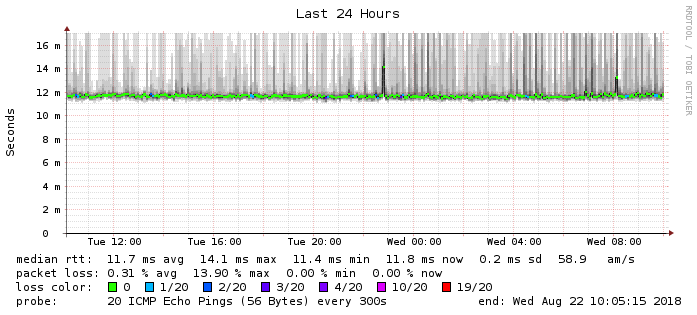 Last 24 Hours
RRDTOOL / TOBI OETIKER
Seconds
16 m
14 m
12 m
10 m
8 m
6 m
4 m
2 m
0
Tue 12:00 Tue 16:00 Tue 20:00 Wed 00:00 Wed 04:00 Wed 08:00
median rtt: 11.7 ms avg 14.1 ms max 11.4 ms min 11.8 ms now 0.2 ms sd 58.9 am/s
packet loss: 0.31 % avg 13.90 % max 0.00 % min 0.00 % now
loss color: 0 1/20 2/20 3/20 4/20 10/20 19/20
probe: 20 ICMP Echo Pings (56 Bytes) every 300s end: Wed Aug 22 10:05:15 2018